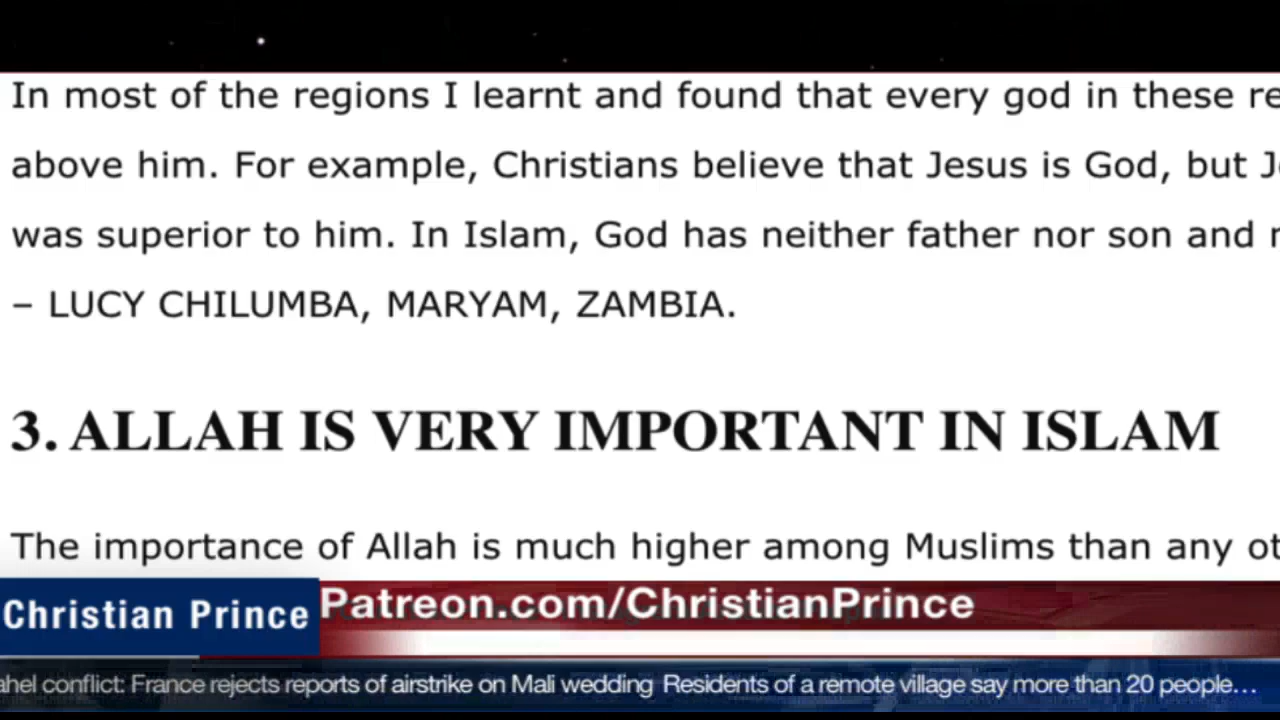 In most of the regions I learnt and found that every god in these re
above him. For example, Christians believe that Jesus is God, but J
was superior to him. In Islam, God has neither father nor son and
– LUCY CHILUMBA, MARYAM, ZAMBIA.
3. ALLAH IS VERY IMPORTANT IN ISLAM
The importance of Allah is much higher among Muslims than any ot
Christian Prince
Patreon.com/ChristianPrince
ahel conflict: France rejects reports of airstrike on Mali wedding Residents of a remote village say more than 20 people…